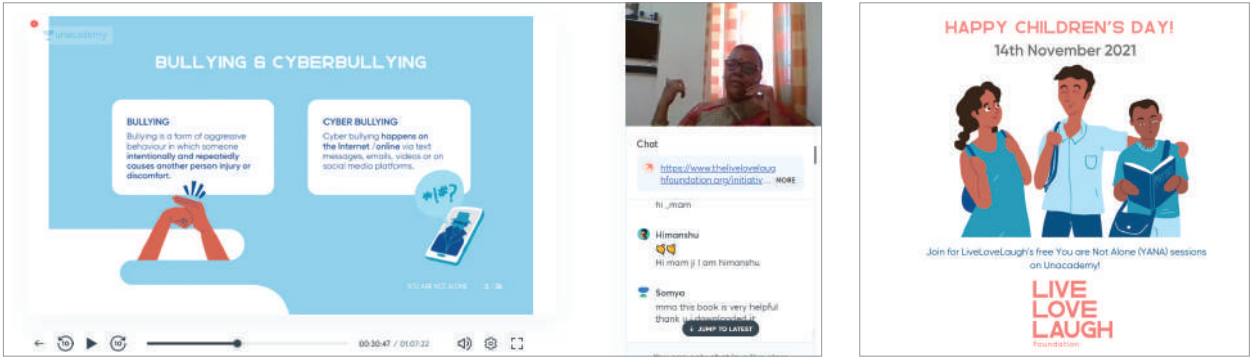 unacademy
BULLYING & CYBERBULLYING
BULLYING
Bullying is a form of aggressive
behaviour in which someone
intentionally and repeatedly
causes another person injury or
discomfort.
CYBER BULLYING
Cyber bullying happens on
the Internet /online via text
messages, emails, videos or on
social media platforms.
*!#?
YOU ARE NOT ALONE
10
10
00:30:47 / 01:07:22
Chat
https://www.thelivelovelaug
hfoundation.org/initiativ... MORE
hi _mam
Himanshu
Hi mam ji I am himanshu
Somya
mma this book is very helpful
thank u i downloaded it
↓ JUMP TO LATEST
HAPPY CHILDREN'S DAY!
14th November 2021
Join for LiveLoveLaugh's free You are Not Alone (YANA) sessions
on Unacademy!
LIVE
LOVE
LAUGH
foundation